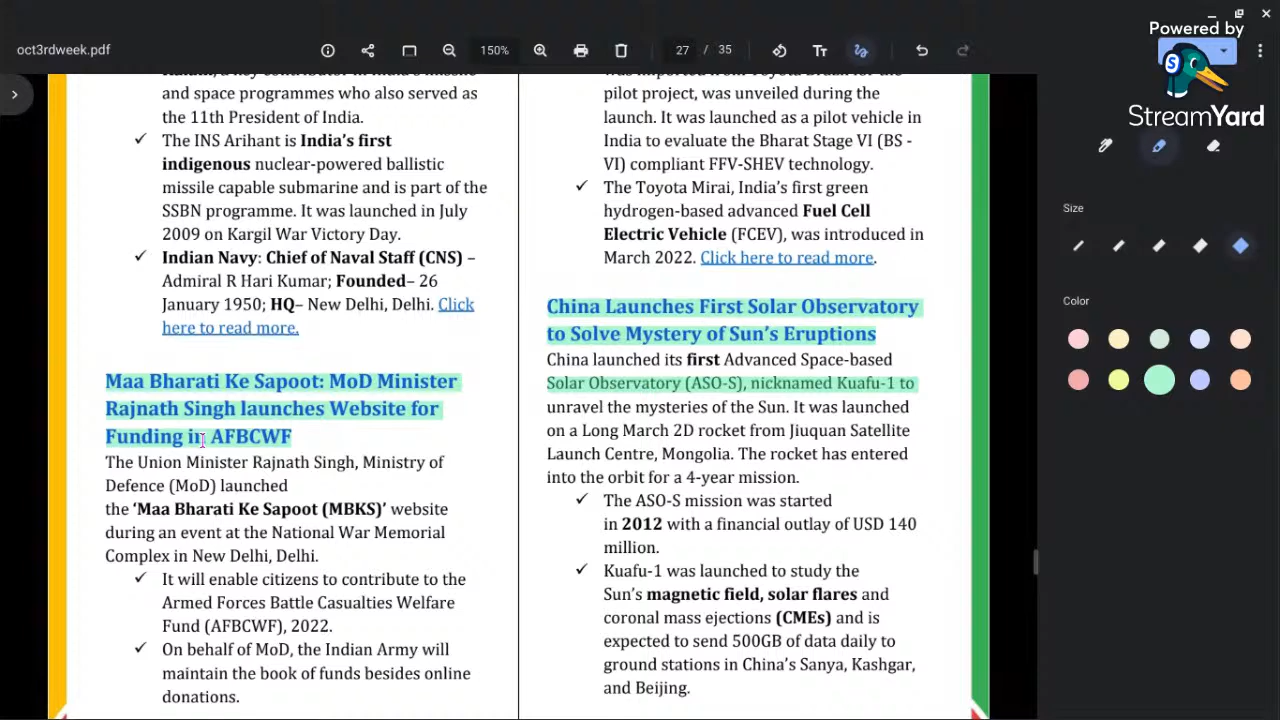 oct3rdweek.pdf
150%
27 / 35
Powered by
S
StreamYard
and space programmes who also served as
the 11th President of India.
✓ The INS Arihant is India's first
indigenous nuclear-powered ballistic
missile capable submarine and is part of the
SSBN programme. It was launched in July
2009 on Kargil War Victory Day.
✓ Indian Navy: Chief of Naval Staff (CNS) –
Admiral R Hari Kumar; Founded– 26
January 1950; HQ– New Delhi, Delhi. Click
here to read more.
Maa Bharati Ke Sapoot: MoD Minister
Rajnath Singh launches Website for
Funding in AFBCWF
The Union Minister Rajnath Singh, Ministry of
Defence (MoD) launched
the 'Maa Bharati Ke Sapoot (MBKS)' website
during an event at the National War Memorial
Complex in New Delhi, Delhi.
✓ It will enable citizens to contribute to the
Armed Forces Battle Casualties Welfare
Fund (AFBCWF), 2022.
✓ On behalf of MoD, the Indian Army will
maintain the book of funds besides online
donations.
pilot project, was unveiled during the
launch. It was launched as a pilot vehicle in
India to evaluate the Bharat Stage VI (BS -
VI) compliant FFV-SHEV technology.
✓ The Toyota Mirai, India's first green
hydrogen-based advanced Fuel Cell
Electric Vehicle (FCEV), was introduced in
March 2022. Click here to read more.
China Launches First Solar Observatory
to Solve Mystery of Sun's Eruptions
China launched its first Advanced Space-based
Solar Observatory (ASO-S), nicknamed Kuafu-1 to
unravel the mysteries of the Sun. It was launched
on a Long March 2D rocket from Jiuquan Satellite
Launch Centre, Mongolia. The rocket has entered
into the orbit for a 4-year mission.
✓ The ASO-S mission was started
in 2012 with a financial outlay of USD 140
million.
✓ Kuafu-1 was launched to study the
Sun's magnetic field, solar flares and
coronal mass ejections (CMEs) and is
expected to send 500GB of data daily to
ground stations in China's Sanya, Kashgar,
and Beijing.
Size
Color